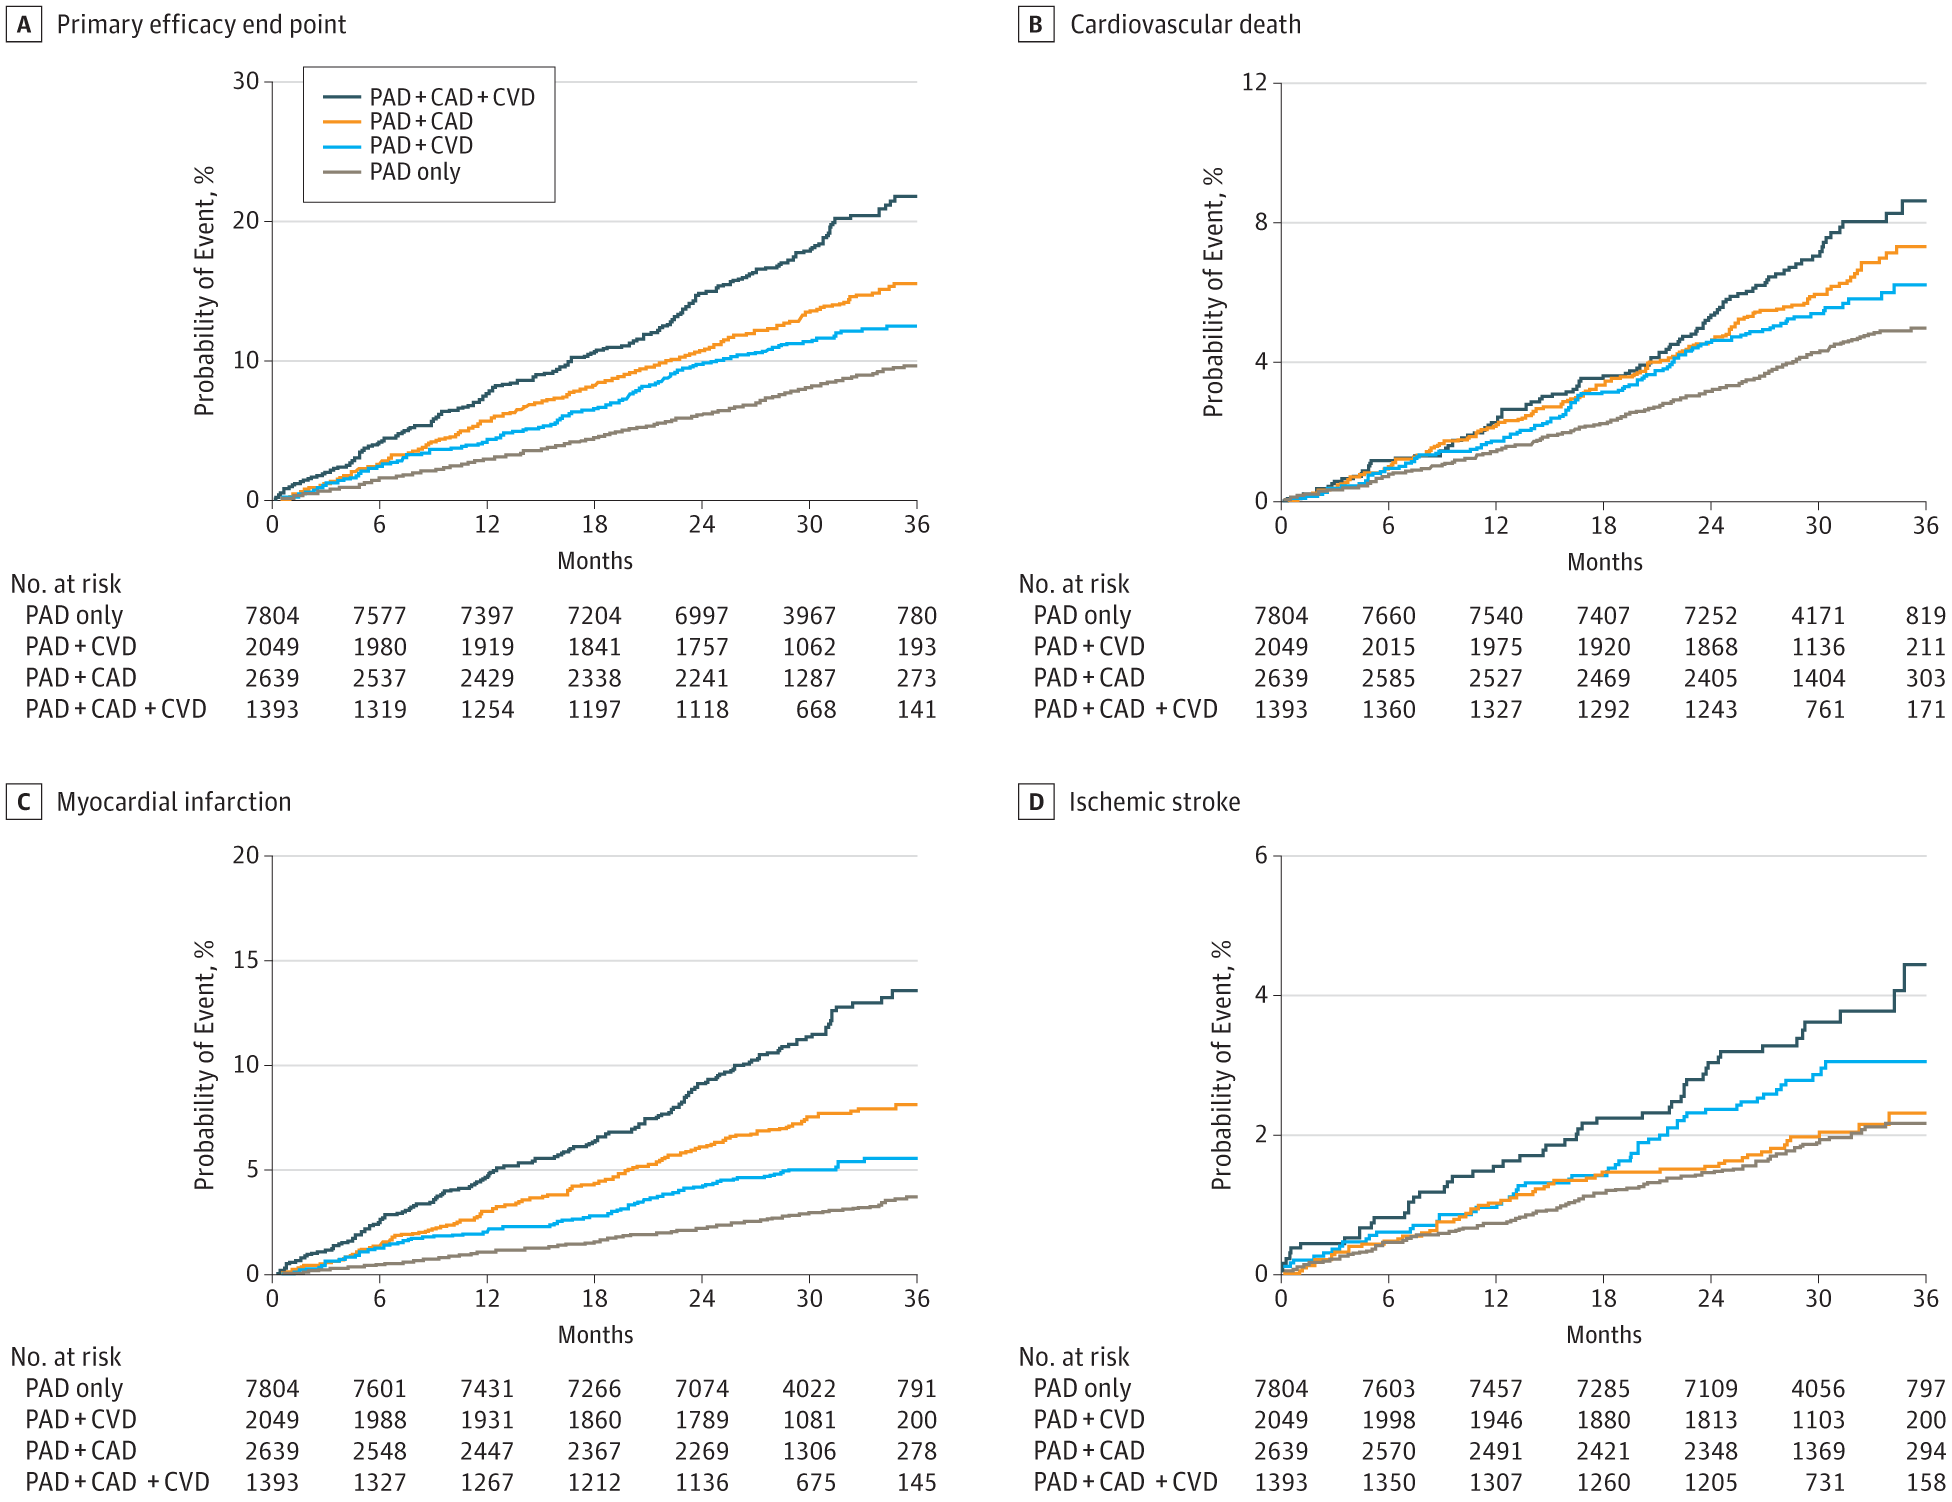 A Primary efficacy end point
30
20
10
0
Probability of Event, %
PAD + CAD + CVD
PAD + CAD
PAD + CVD
PAD only
0 6 12 18 24 30 36
Months
No. at risk
PAD only 7804 7577 7397 7204 6997 3967 780
PAD + CVD 2049 1980 1919 1841 1757 1062 193
PAD + CAD 2639 2537 2429 2338 2241 1287 273
PAD + CAD + CVD 1393 1319 1254 1197 1118 668 141
B Cardiovascular death
12
8
4
0
Probability of Event, %
0 6 12 18 24 30 36
Months
No. at risk
PAD only 7804 7660 7540 7407 7252 4171 819
PAD + CVD 2049 2015 1975 1920 1868 1136 211
PAD + CAD 2639 2585 2527 2469 2405 1404 303
PAD + CAD + CVD 1393 1360 1327 1292 1243 761 171
C Myocardial infarction
20
15
10
5
0
Probability of Event, %
0 6 12 18 24 30 36
Months
No. at risk
PAD only 7804 7601 7431 7266 7074 4022 791
PAD + CVD 2049 1988 1931 1860 1789 1081 200
PAD + CAD 2639 2548 2447 2367 2269 1306 278
PAD + CAD + CVD 1393 1327 1267 1212 1136 675 145
D Ischemic stroke
6
4
2
0
Probability of Event, %
0 6 12 18 24 30 36
Months
No. at risk
PAD only 7804 7603 7457 7285 7109 4056 797
PAD + CVD 2049 1998 1946 1880 1813 1103 200
PAD + CAD 2639 2570 2491 2421 2348 1369 294
PAD + CAD + CVD 1393 1350 1307 1260 1205 731 158